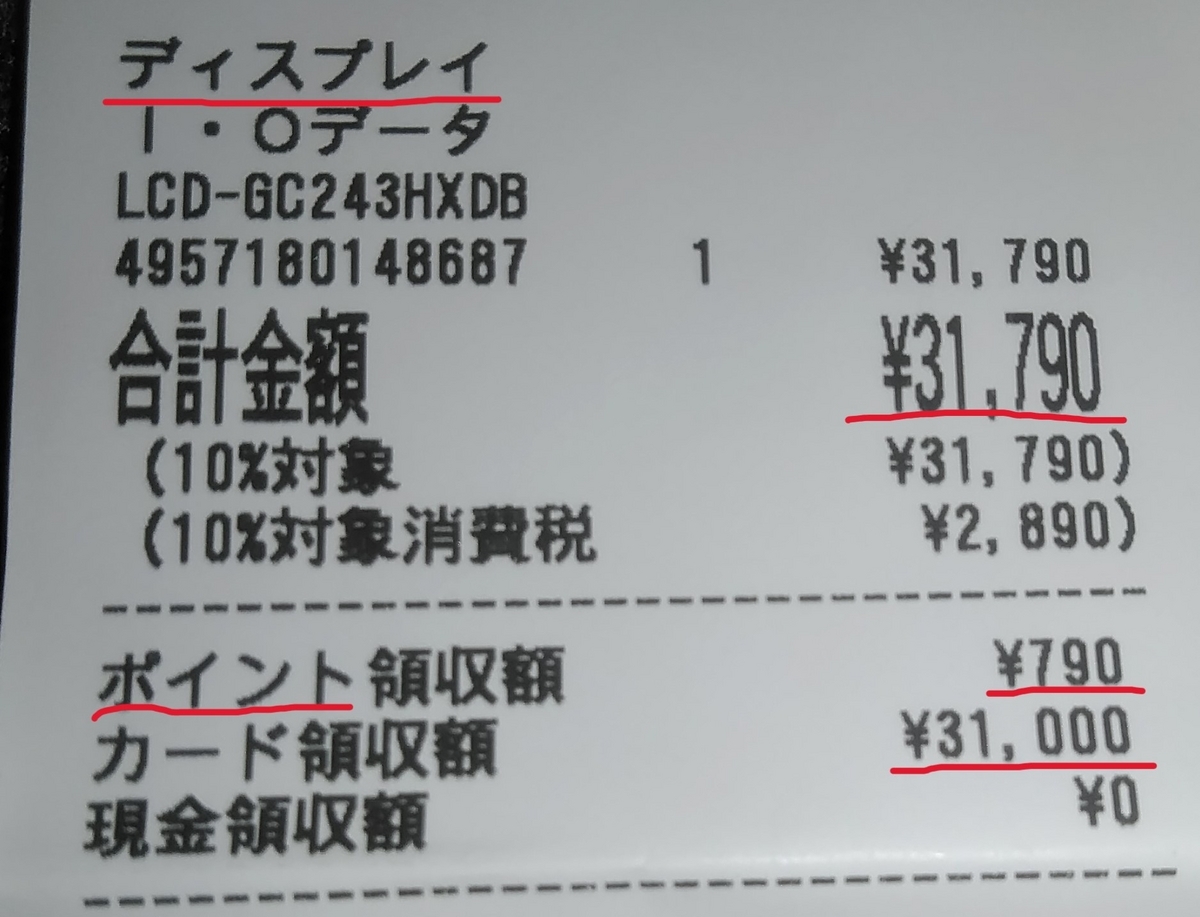 ディスプレイ
I・Oデータ
LCD-GC243HXDB
4957180148687 1 ¥31,790
合計金額 ¥31,790
(10%対象 ¥31,790)
(10%対象消費税 ¥2,890)
ポイント領収額 ¥790
カード領収額 ¥31,000
現金領収額 ¥0